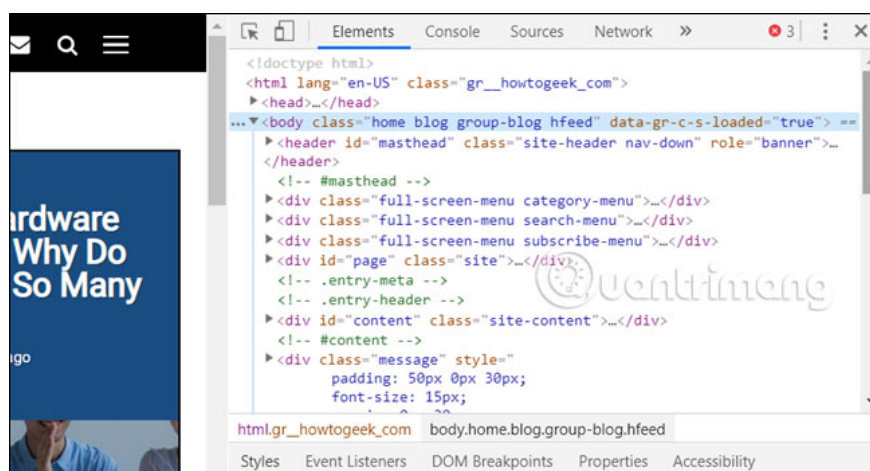 Elements Console Sources Network » 3
<!doctype html>
<html lang="en-US" class="gr__howtogeek_com">
<head>…</head>
…<body class="home blog group-blog hfeed" data-gr-c-s-loaded="true"> ==
<header id="masthead" class="site-header nav-down" role="banner">…
</header>
<!-- #masthead -->
<div class="full-screen-menu category-menu">…</div>
<div class="full-screen-menu search-menu">…</div>
<div class="full-screen-menu subscribe-menu">…</div>
<div id="page" class="site">…</div>
<!-- .entry-meta -->
<!-- .entry-header -->
<div id="content" class="site-content">…</div>
<!-- #content -->
<div class="message" style="
padding: 50px 0px 30px;
font-size: 15px;
html.gr__howtogeek_com body.home.blog.group-blog.hfeed
Styles Event Listeners DOM Breakpoints Properties Accessibility
ardware
Why Do
So Many
ago
Quantrimang